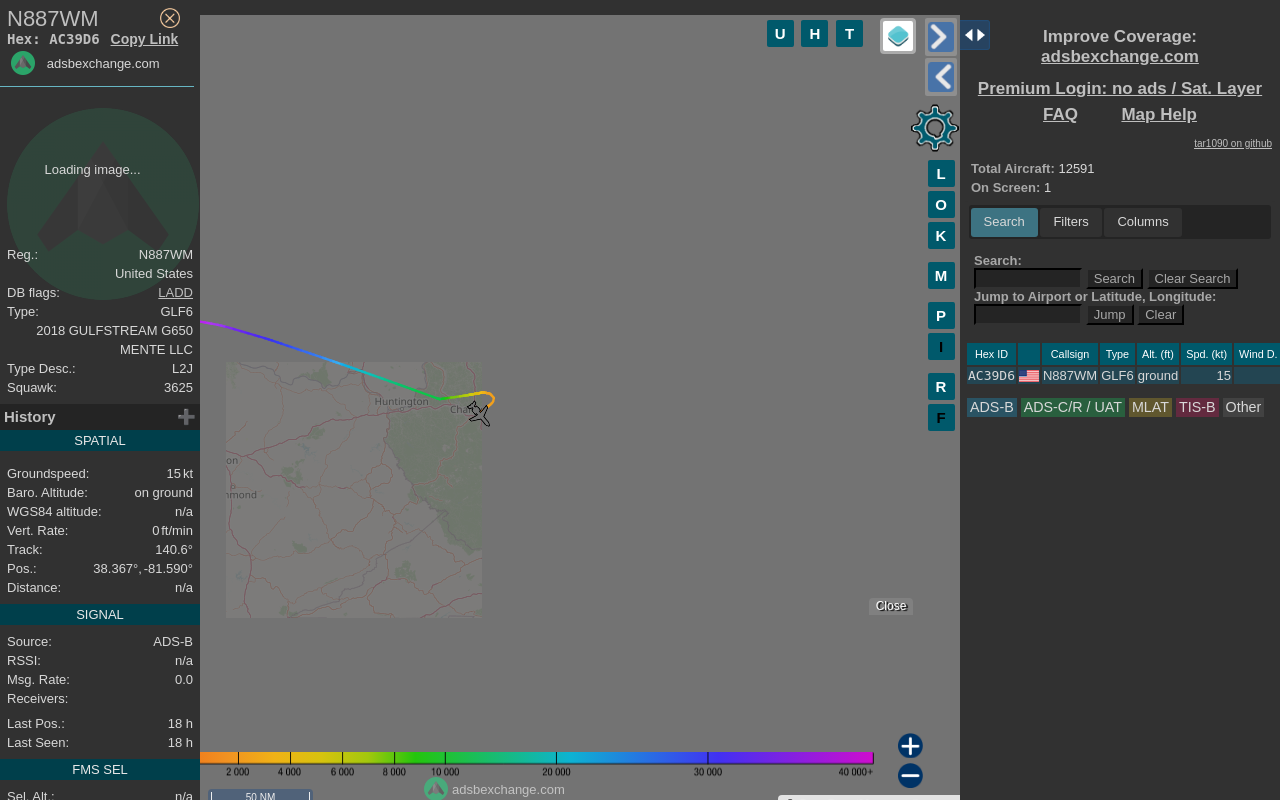 N887WM
Hex: AC39D6 Copy Link
adsbexchange.com
Loading image...
Reg.: N887WM
United States
DB flags: LADD
Type: GLF6
2018 GULFSTREAM G650
MENTE LLC
Type Desc.: L2J
Squawk: 3625
History
SPATIAL
Groundspeed: 15 kt
Baro. Altitude: on ground
WGS84 altitude: n/a
Vert. Rate: 0 ft/min
Track: 140.6°
Pos.: 38.367°, -81.590°
Distance: n/a
SIGNAL
Source: ADS-B
RSSI: n/a
Msg. Rate: 0.0
Receivers:
Last Pos.: 18 h
Last Seen: 18 h
FMS SEL
Sel. Alt.: n/a
U H T
L
O
K
M
P
I
R
F
Huntington
Close
2 000 4 000 6 000 8 000 10 000 20 000 30 000 40 000+
adsbexchange.com
50 NM
Improve Coverage:
adsbexchange.com
Premium Login: no ads / Sat. Layer
FAQ Map Help
tar1090 on github
Total Aircraft: 12591
On Screen: 1
Search Filters Columns
Search:
Search Clear Search
Jump to Airport or Latitude, Longitude:
Jump Clear
Hex ID Callsign Type Alt. (ft) Spd. (kt) Wind D.
AC39D6 N887WM GLF6 ground 15
ADS-B ADS-C/R / UAT MLAT TIS-B Other